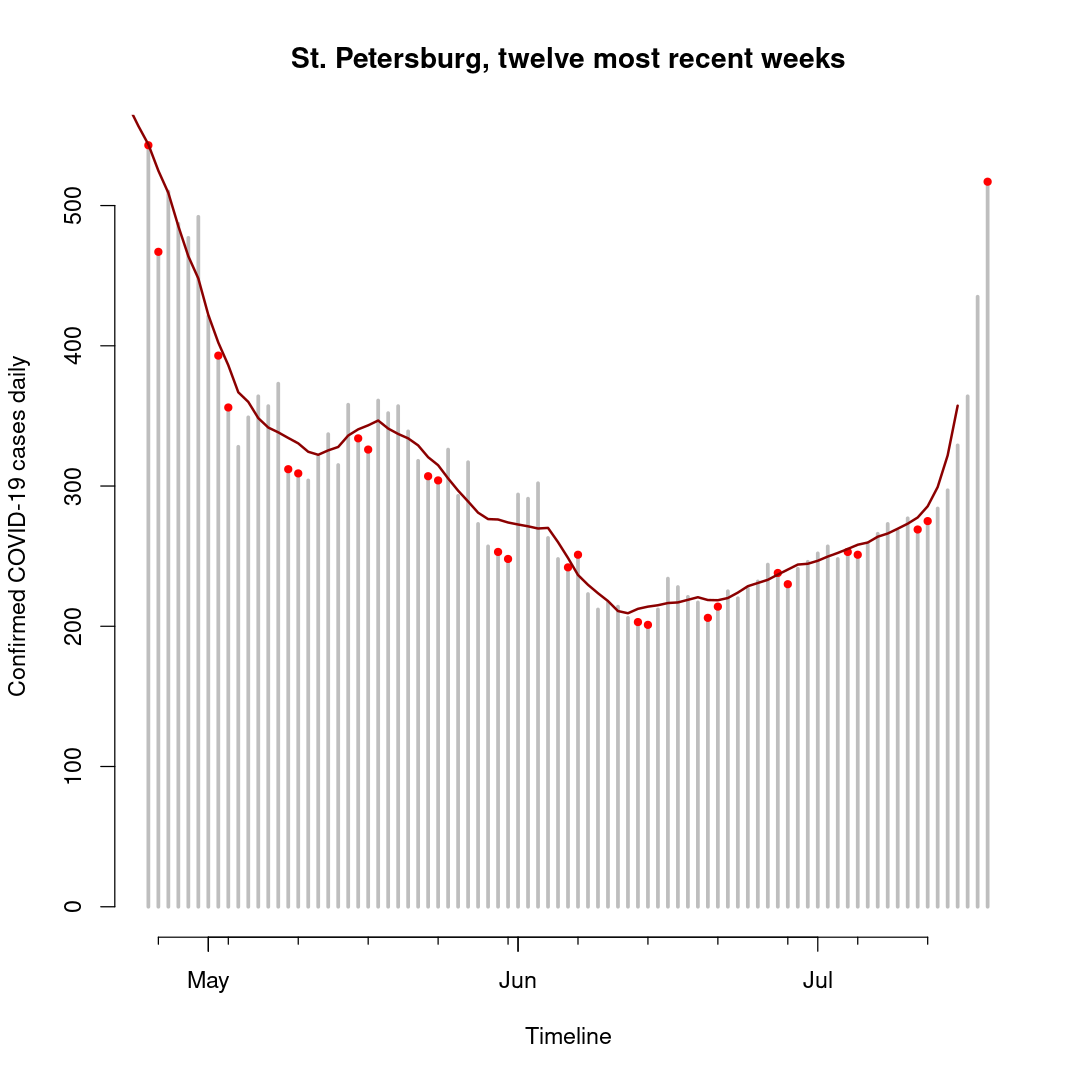 St. Petersburg, twelve most recent weeks
Confirmed COVID-19 cases daily
500
400
300
200
100
0
May Jun Jul
Timeline